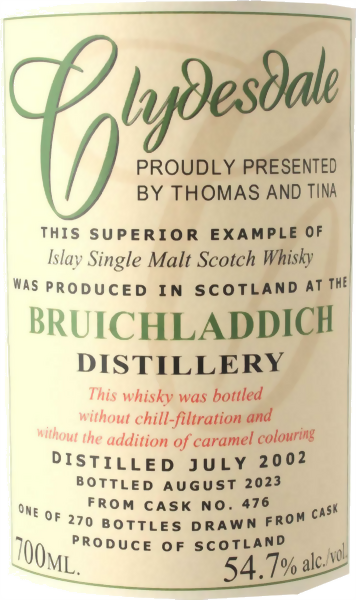 Clydesdale
PROUDLY PRESENTED
BY THOMAS AND TINA
THIS SUPERIOR EXAMPLE OF
Islay Single Malt Scotch Whisky
WAS PRODUCED IN SCOTLAND AT THE
BRUICHLADDICH
DISTILLERY
This whisky was bottled
without chill-filtration and
without the addition of caramel colouring
DISTILLED JULY 2002
BOTTLED AUGUST 2023
FROM CASK NO. 476
ONE OF 270 BOTTLES DRAWN FROM CASK
PRODUCE OF SCOTLAND
700ML. 54.7% alc./vol.